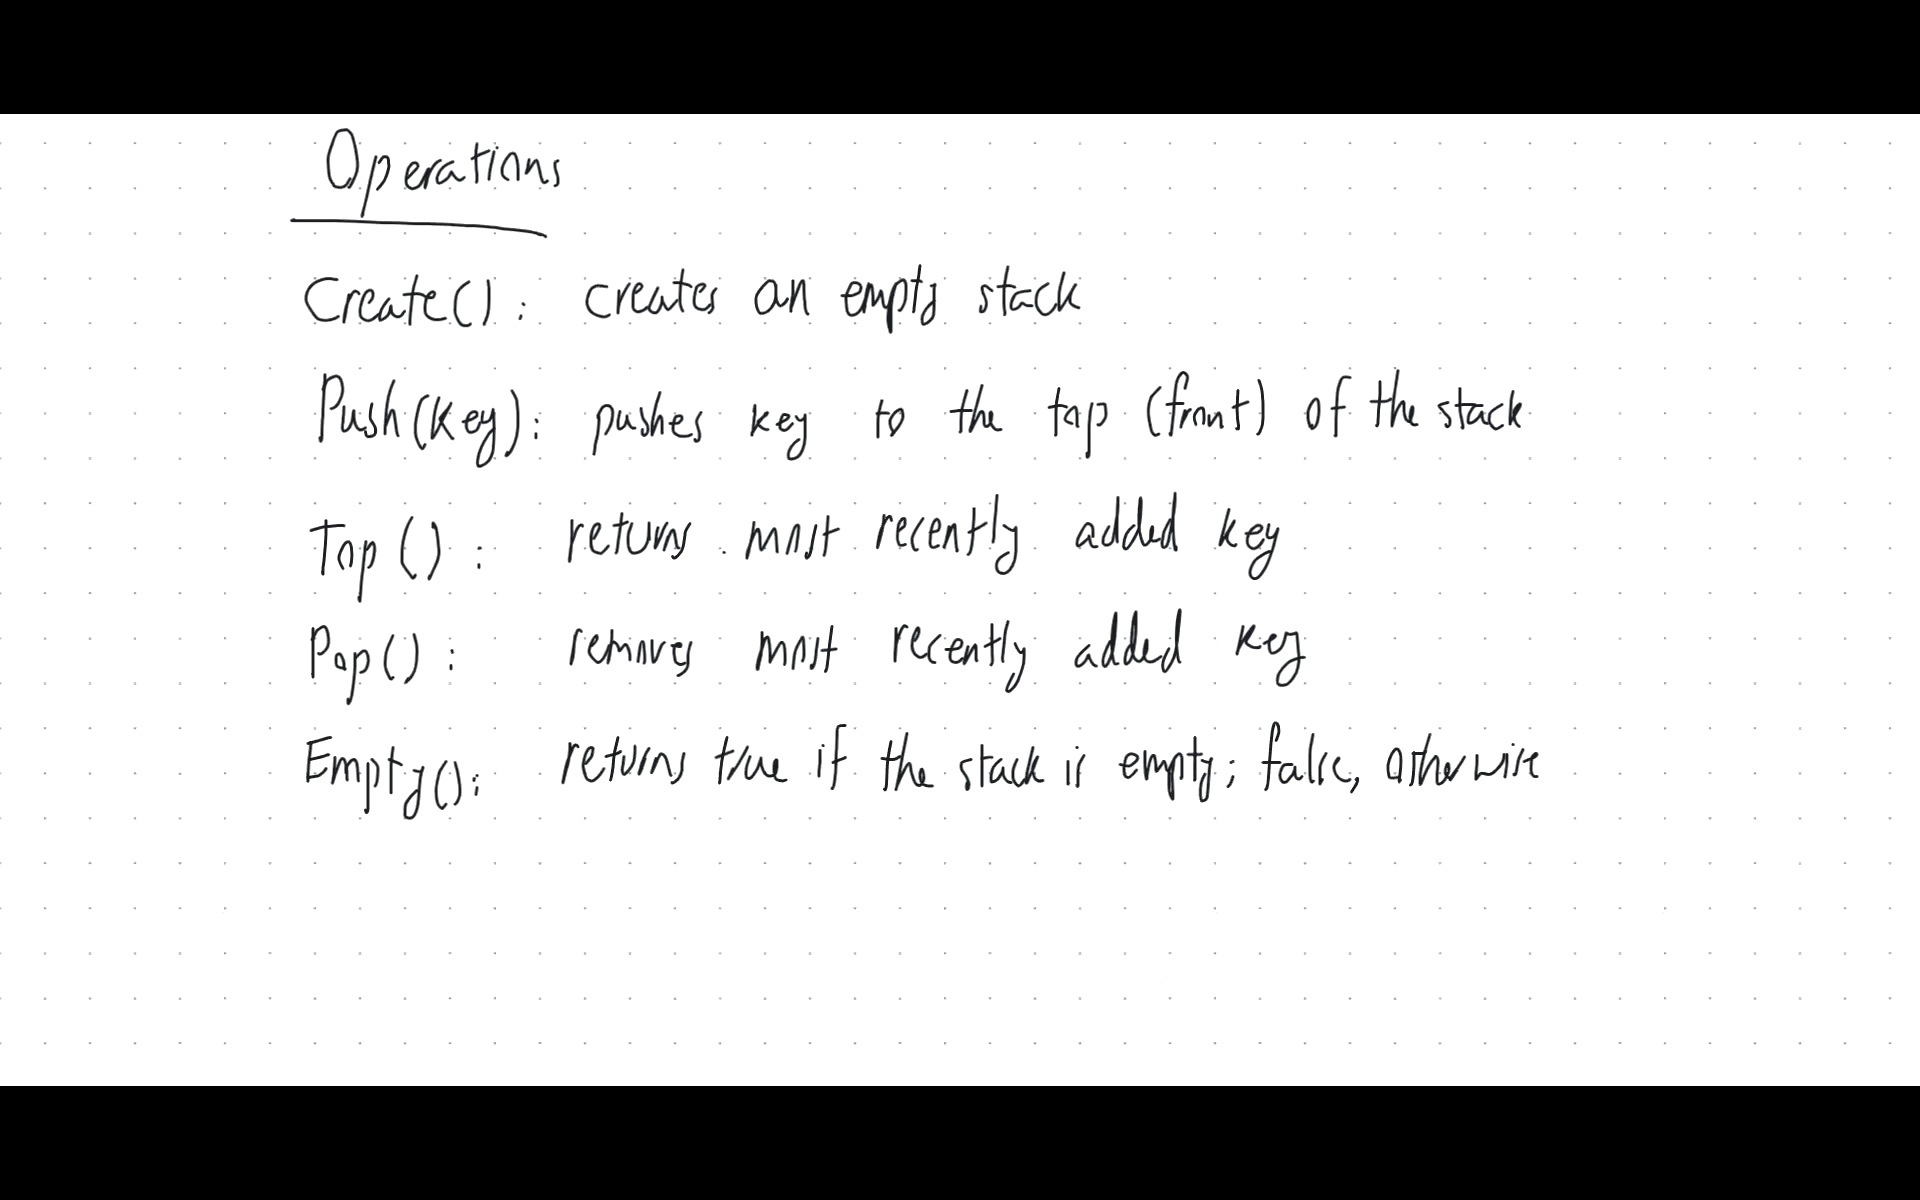 Operations
Create(): creates an empty stack
Push(key): pushes key to the top (front) of the stack
Top(): returns most recently added key
Pop(): removes most recently added key
Empty(): returns true if the stack is empty; false, otherwise